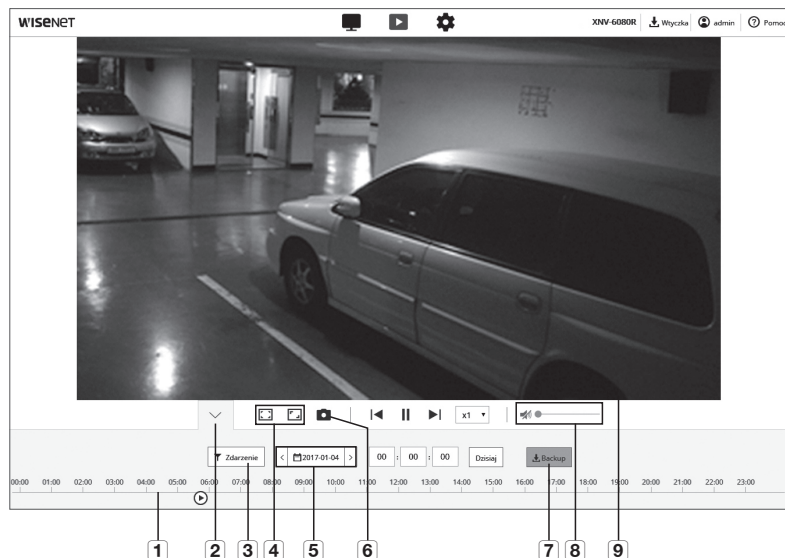 WISENET XNV-6080R Wtyczka admin Pomoc
x1
Zdarzenie 2017-01-04 00 : 00 : 00 Dzisiaj Backup
00:00 01:00 02:00 03:00 04:00 05:00 06:00 07:00 08:00 09:00 10:00 11:00 12:00 13:00 14:00 15:00 16:00 17:00 18:00 19:00 20:00 21:00 22:00 23:00
1 2 3 4 5 6 7 8 9